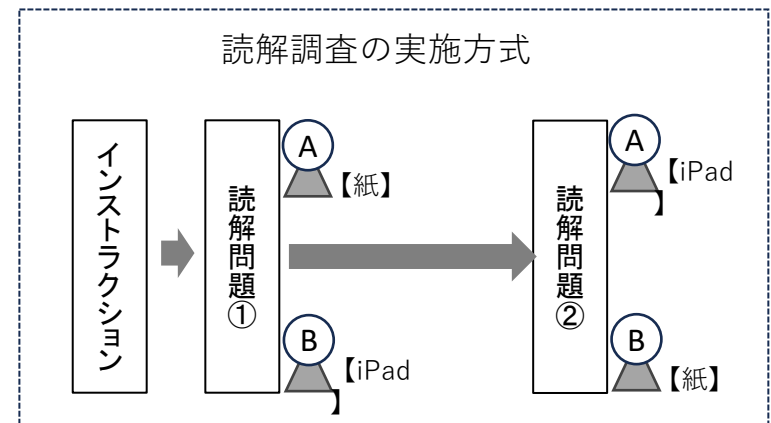 読解調査の実施方式
インストラクション
読解問題①
A
【紙】
B
【iPad
】
読解問題②
A
【iPad
】
B
【紙】